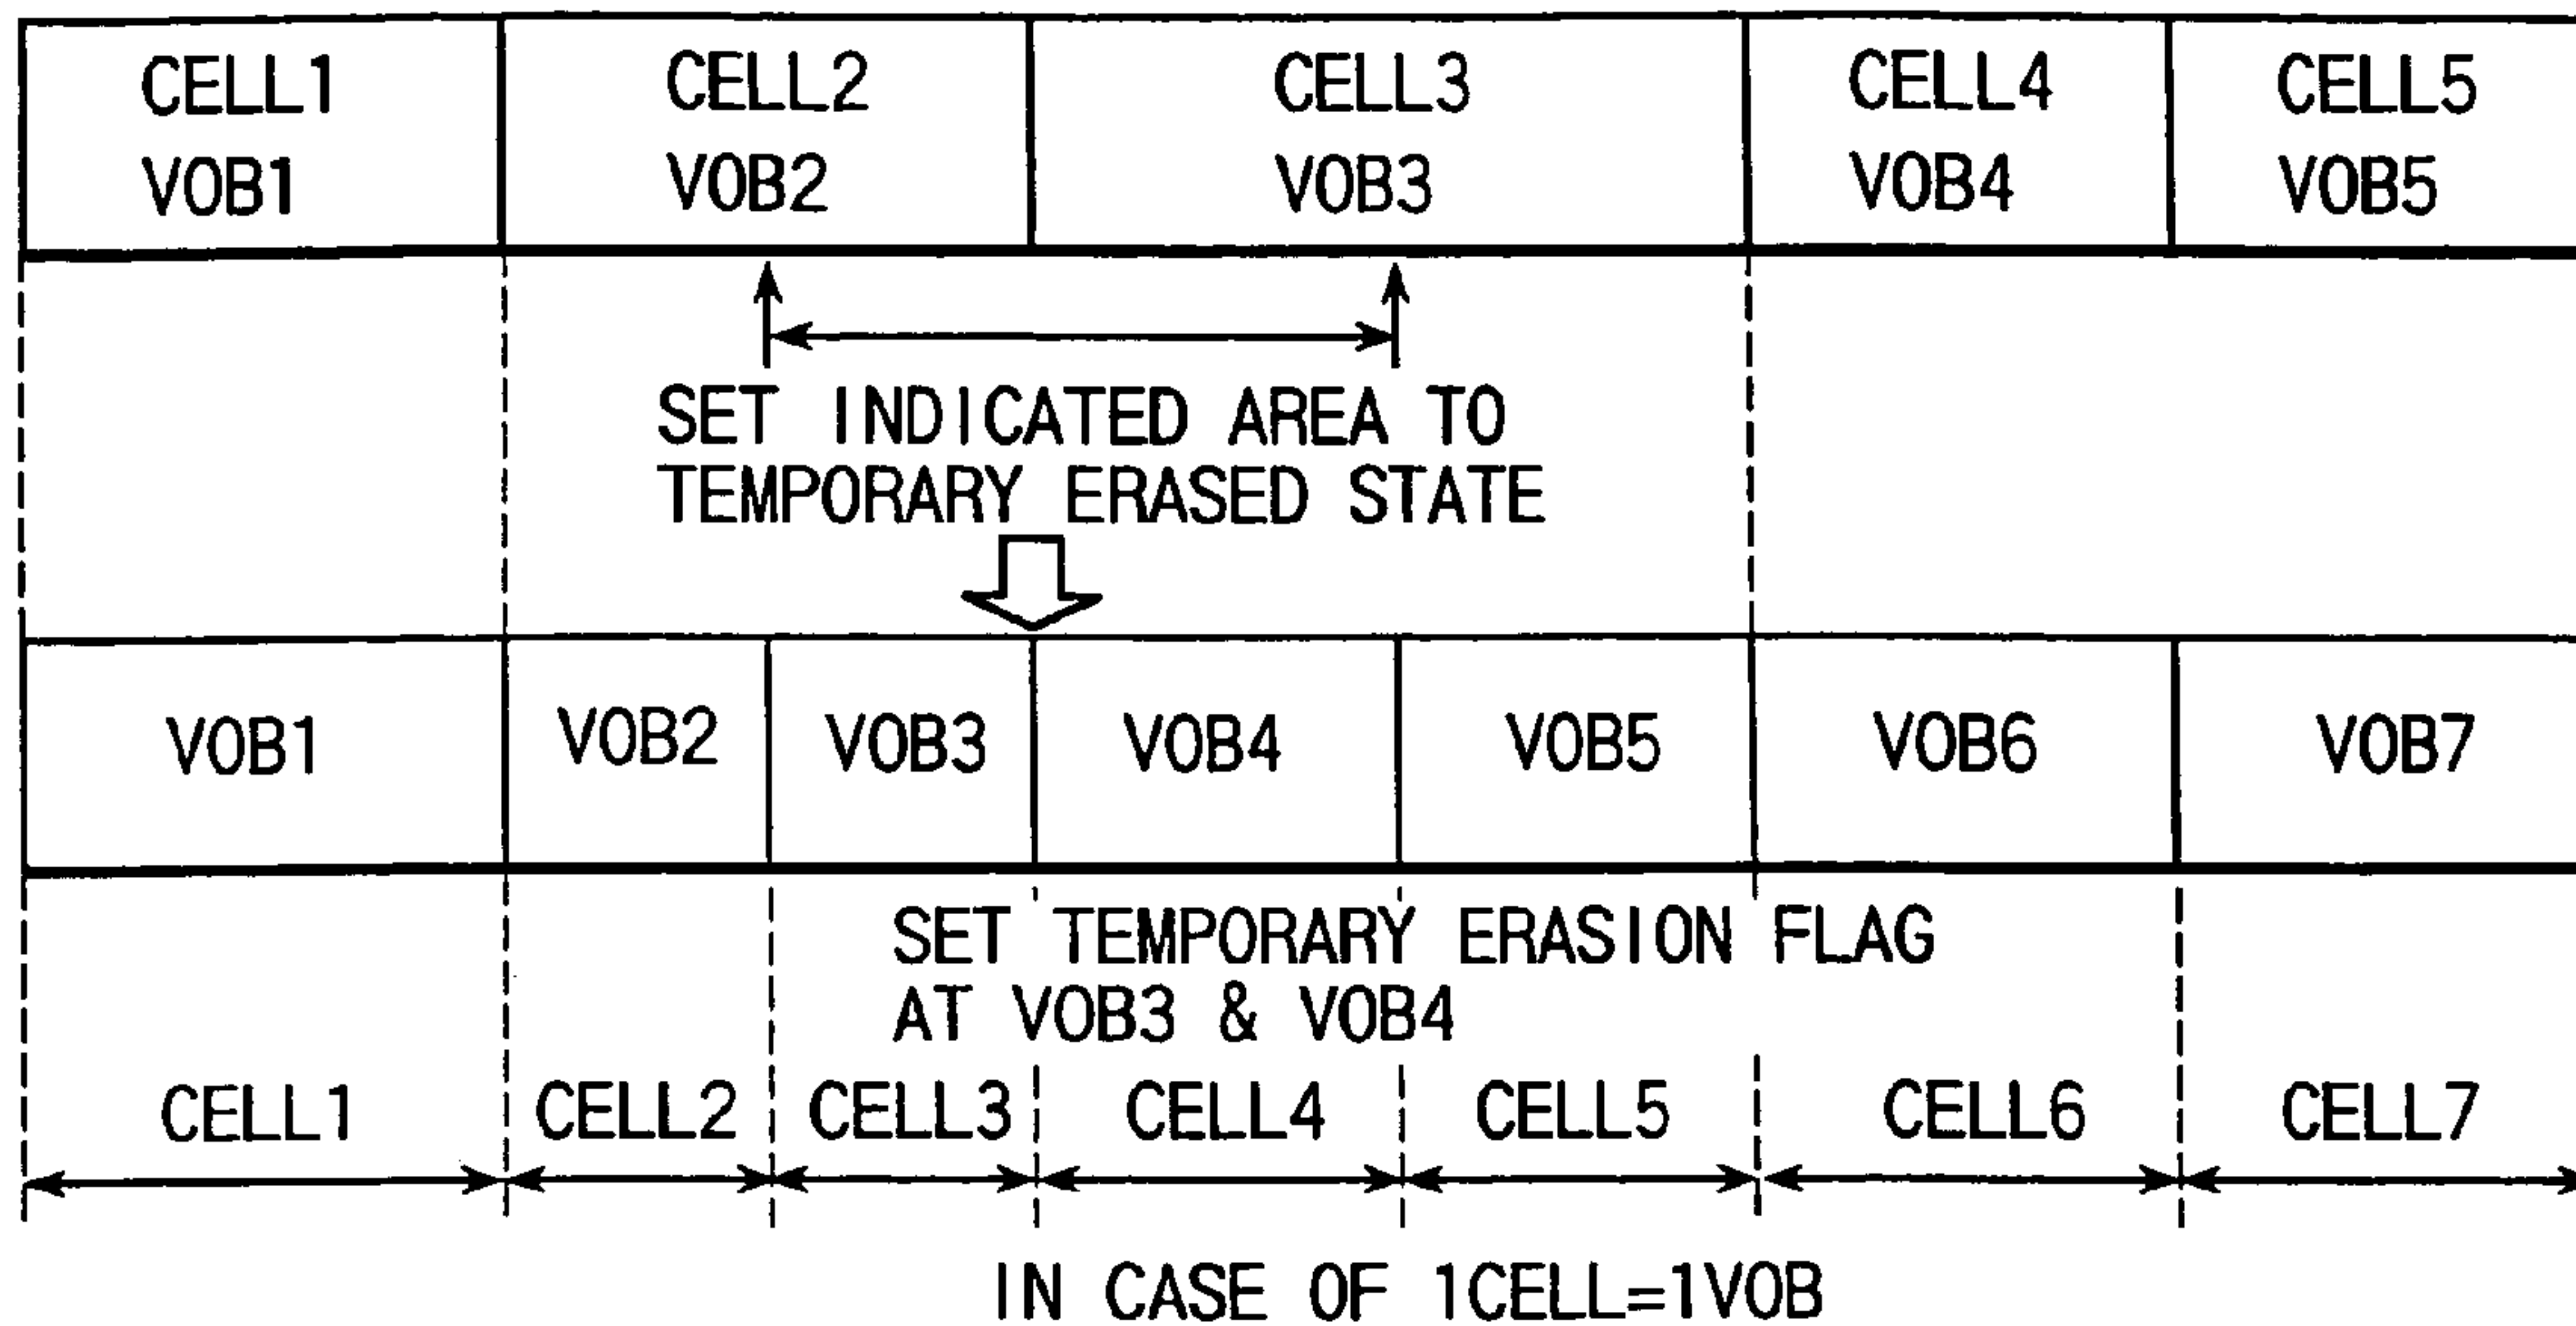 CELL1 CELL2 CELL3 CELL4 CELL5
VOB1 VOB2 VOB3 VOB4 VOB5
SET INDICATED AREA TO
TEMPORARY ERASED STATE
VOB1 VOB2 VOB3 VOB4 VOB5 VOB6 VOB7
SET TEMPORARY ERASION FLAG
AT VOB3 & VOB4
CELL1 CELL2 CELL3 CELL4 CELL5 CELL6 CELL7
IN CASE OF 1CELL=1VOB